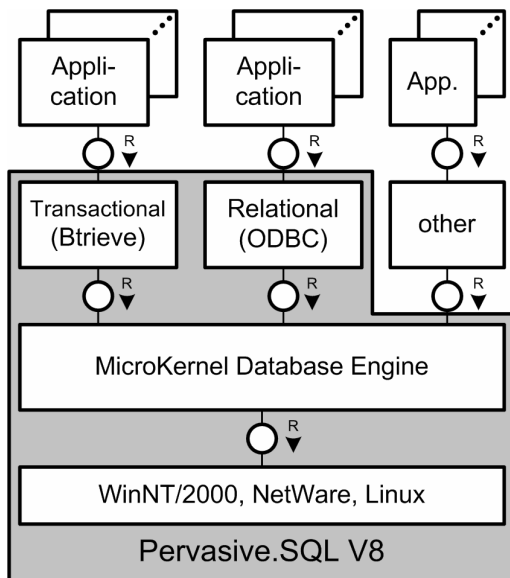 Appli-
cation
Appli-
cation
App.
R
R
R
Transactional
(Btrieve)
Relational
(ODBC)
other
R
R
R
MicroKernel Database Engine
R
WinNT/2000, NetWare, Linux
Pervasive.SQL V8